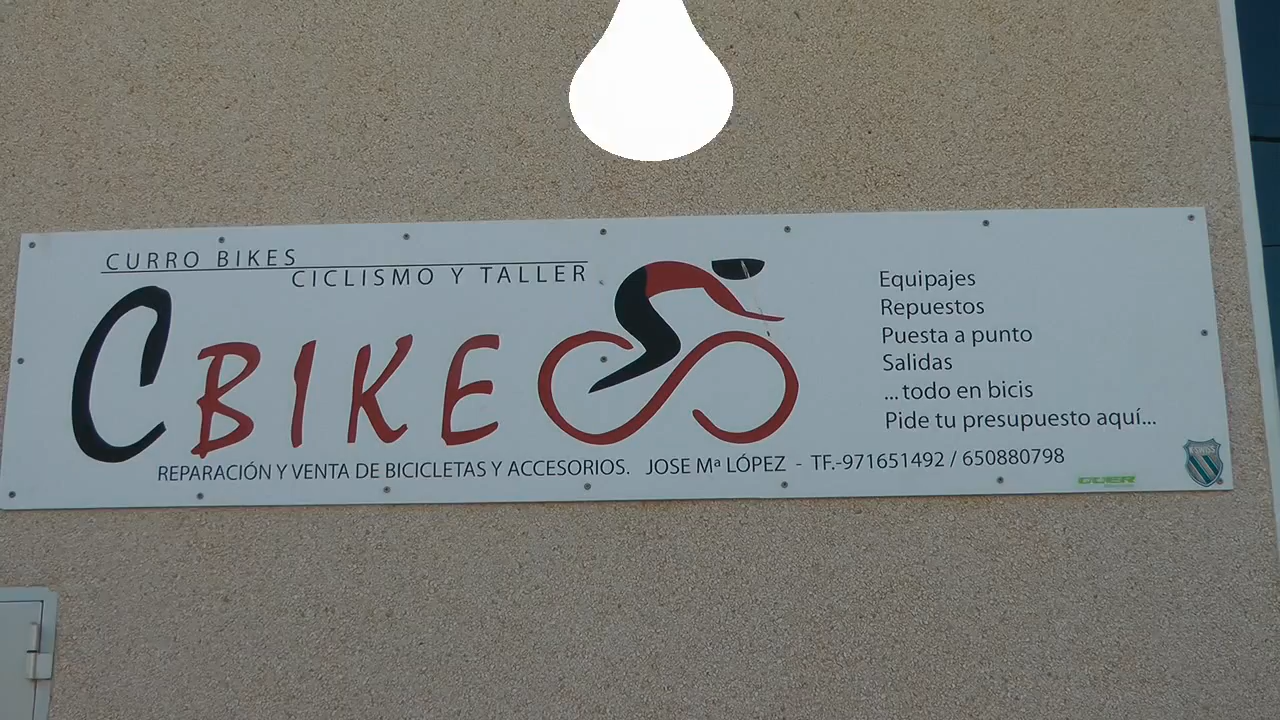 CURRO BIKES
CICLISMO Y TALLER
CBIKE
Equipajes
Repuestos
Puesta a punto
Salidas
...todo en bicis
Pide tu presupuesto aquí...
REPARACIÓN Y VENTA DE BICICLETAS Y ACCESORIOS. JOSE Mª LÓPEZ - TF.-971651492 / 650880798